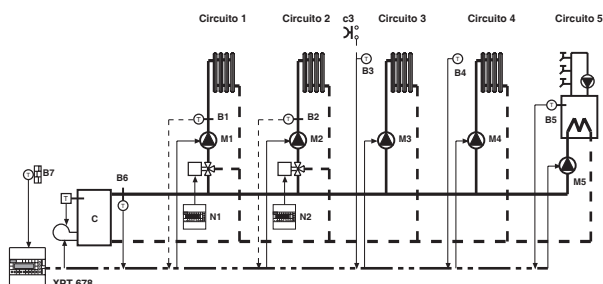 Circuito 1
Circuito 2
c3
Circuito 3
Circuito 4
Circuito 5
T
B3
T
B4
T
B1
T
B2
T
B5
M1
M2
M3
M4
M5
T
B7
B6
T
C
T
N1
N2
XPT 678